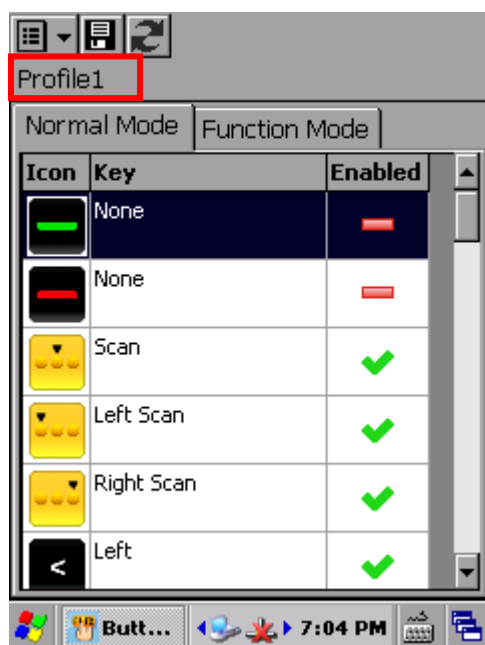 Profile1
Normal Mode Function Mode
Icon Key Enabled
None
None
Scan
Left Scan
Right Scan
< Left
Butt... 7:04 PM